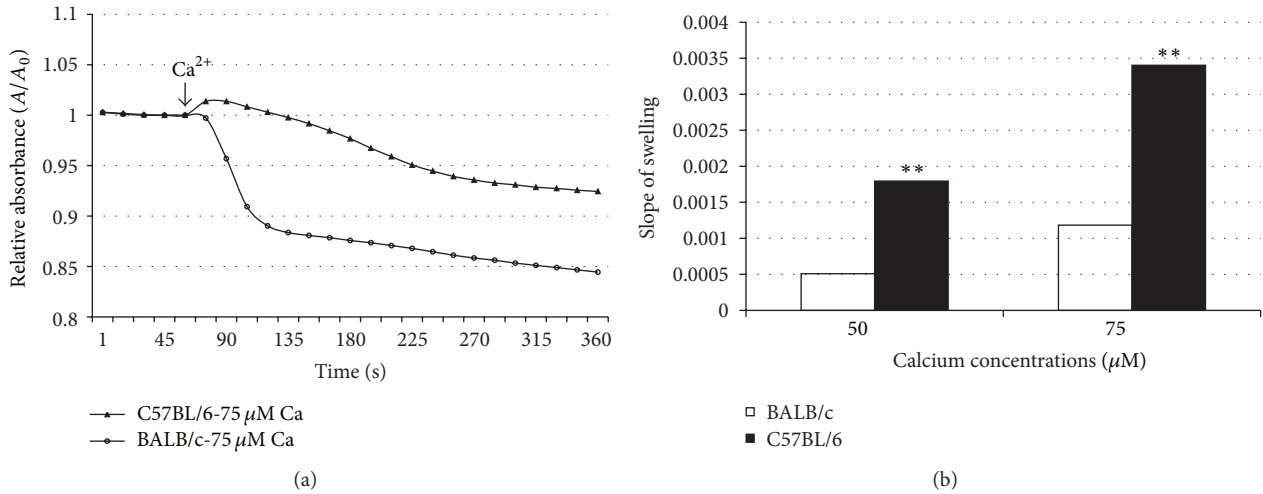 1.1
1.05
1
0.95
0.9
0.85
0.8
Relative absorbance (A/A₀)
Ca²⁺
1 45 90 135 180 225 270 315 360
Time (s)
C57BL/6-75 μM Ca
BALB/c-75 μM Ca
(a)
0.004
0.0035
0.003
0.0025
0.002
0.0015
0.001
0.0005
0
Slope of swelling
**
**
50 75
Calcium concentrations (μM)
BALB/c
C57BL/6
(b)